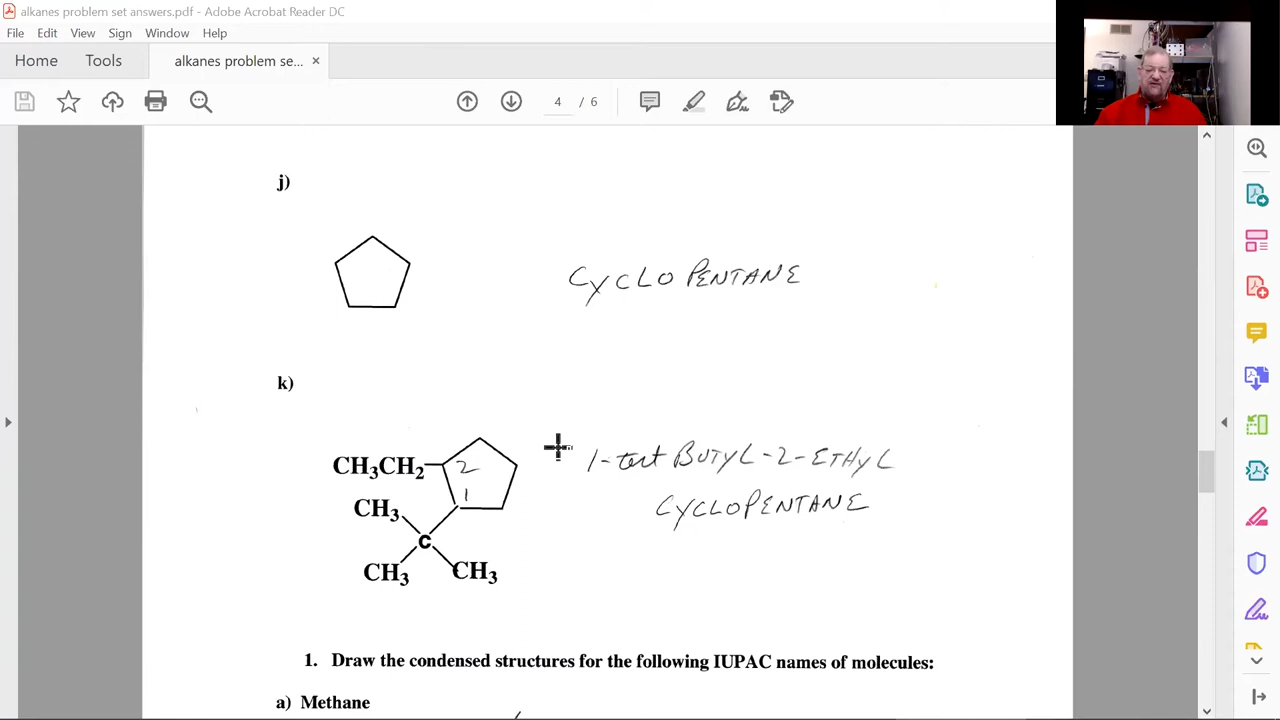 alkanes problem set answers.pdf - Adobe Acrobat Reader DC
File Edit View Sign Window Help
Home Tools alkanes problem se... ×
4 / 6
j)
CYCLOPENTANE
k)
CH3CH2 2
1-tert BUTYL-2-ETHYL
1
CH3
CYCLOPENTANE
C
CH3 CH3
1. Draw the condensed structures for the following IUPAC names of molecules:
a) Methane